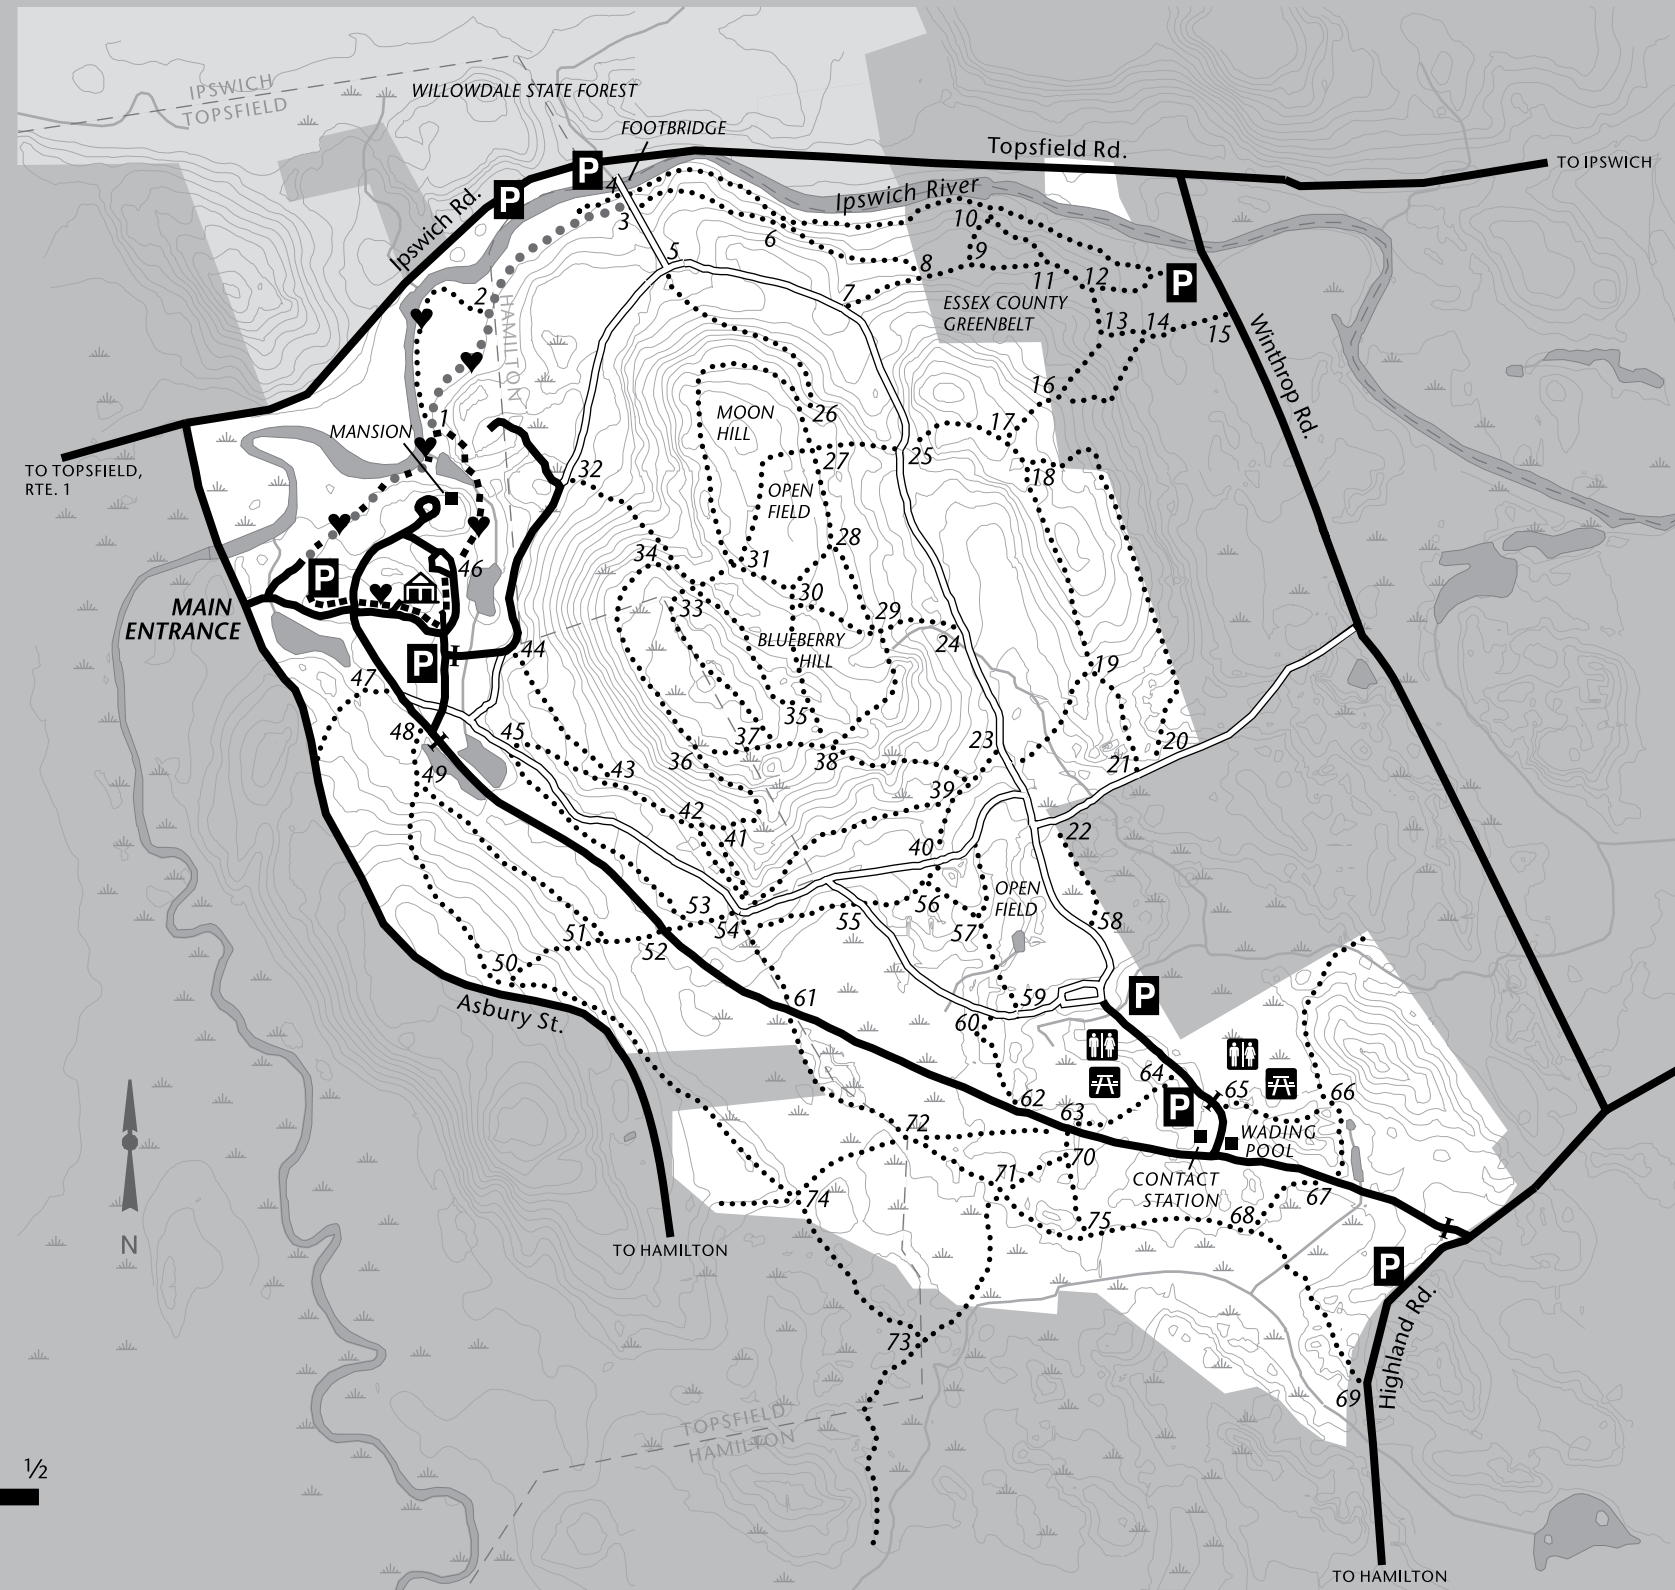 IPSWICH
TOPSFIELD
WILLOWDALE STATE FOREST
FOOTBRIDGE
Topsfield Rd.
TO IPSWICH
P
P
4
3
Ipswich River
Ipswich Rd.
10
6
5
9
8
11
12
P
2
7
ESSEX COUNTY
GREENBELT
HAMILTON
13
14
15
Winthrop Rd.
16
1
MANSION
MOON
HILL
26
17
TO TOPSFIELD,
RTE. 1
32
27
25
18
OPEN
FIELD
28
34
31
46
P
30
33
29
MAIN
ENTRANCE
BLUEBERRY
HILL
24
P
44
19
47
35
48
45
37
23
20
36
38
21
49
43
39
42
41
22
40
OPEN
FIELD
53
56
58
51
54
55
57
52
50
P
59
61
Asbury St.
60
64
65
66
62
P
63
72
WADING
POOL
N
70
71
CONTACT
STATION
67
74
68
75
TO HAMILTON
P
73
Highland Rd.
69
TOPSFIELD
HAMILTON
½
TO HAMILTON